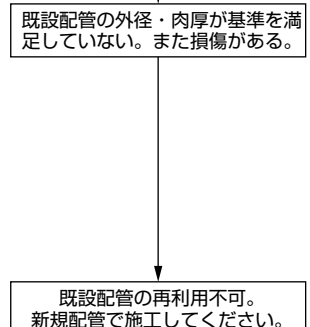 既設配管の外径・肉厚が基準を満
足していない。また損傷がある。
既設配管の再利用不可。
新規配管で施工してください。